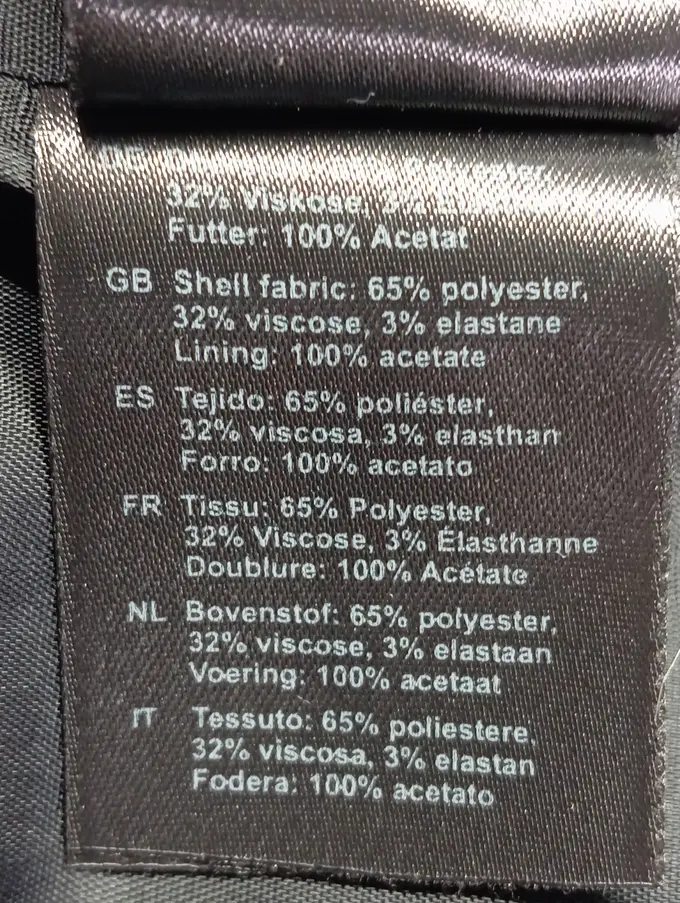 DE Polyester,
32% Viskose, 3%
Futter: 100% Acetat
GB Shell fabric: 65% polyester,
32% viscose, 3% elastane
Lining: 100% acetate
ES Tejido: 65% poliéster,
32% viscosa, 3% elasthan
Forro: 100% acetato
FR Tissu: 65% Polyester,
32% Viscose, 3% Élasthanne
Doublure: 100% Acétate
NL Bovenstof: 65% polyester,
32% viscose, 3% elastaan
Voering: 100% acetaat
IT Tessuto: 65% poliestere,
32% viscosa, 3% elastan
Fodera: 100% acetato